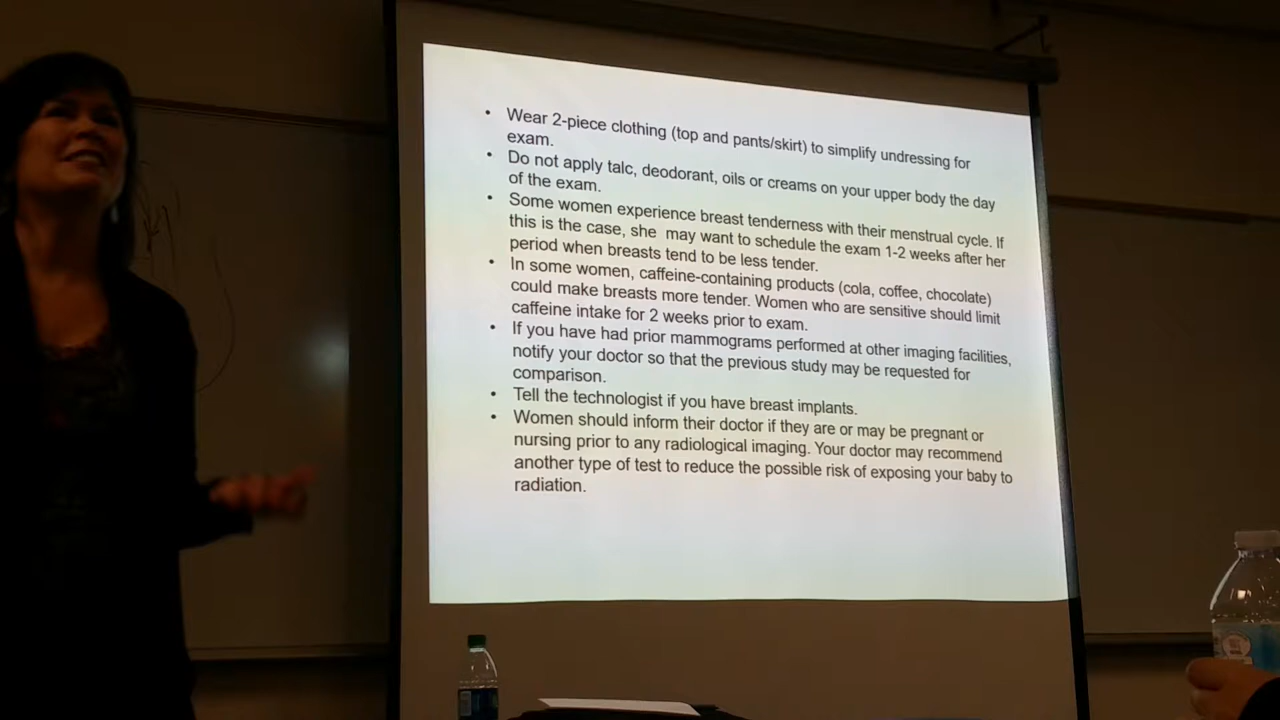 • Wear 2-piece clothing (top and pants/skirt) to simplify undressing for
exam.
• Do not apply talc, deodorant, oils or creams on your upper body the day
of the exam.
• Some women experience breast tenderness with their menstrual cycle. If
this is the case, she may want to schedule the exam 1-2 weeks after her
period when breasts tend to be less tender.
• In some women, caffeine-containing products (cola, coffee, chocolate)
could make breasts more tender. Women who are sensitive should limit
caffeine intake for 2 weeks prior to exam.
• If you have had prior mammograms performed at other imaging facilities,
notify your doctor so that the previous study may be requested for
comparison.
• Tell the technologist if you have breast implants.
• Women should inform their doctor if they are or may be pregnant or
nursing prior to any radiological imaging. Your doctor may recommend
another type of test to reduce the possible risk of exposing your baby to
radiation.